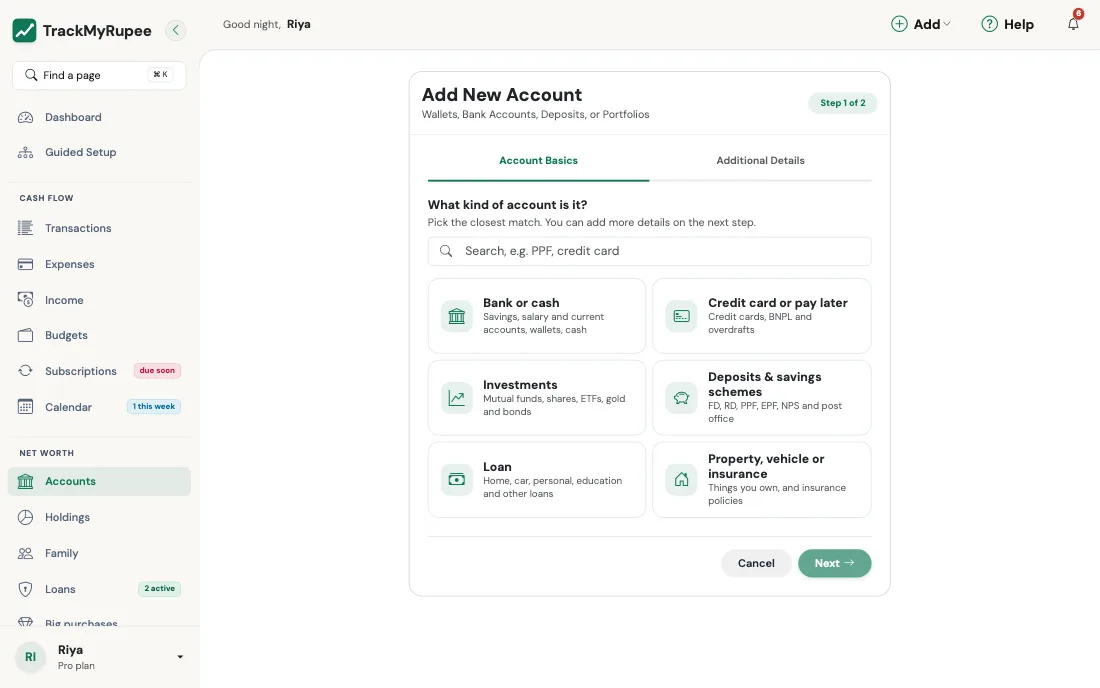 TrackMyRupee
Find a page
⌘ K
Dashboard
Guided Setup
CASH FLOW
Transactions
Expenses
Income
Budgets
Subscriptions due soon
Calendar 1 this week
NET WORTH
Accounts
Holdings
Family
Loans 2 active
Big purchases
RI
Riya
Pro plan
Good night, Riya
Add
Help
6
Add New Account
Wallets, Bank Accounts, Deposits, or Portfolios
Step 1 of 2
Account Basics
Additional Details
What kind of account is it?
Pick the closest match. You can add more details on the next step.
Search, e.g. PPF, credit card
Bank or cash
Savings, salary and current
accounts, wallets, cash
Credit card or pay later
Credit cards, BNPL and
overdrafts
Investments
Mutual funds, shares, ETFs, gold
and bonds
Deposits & savings
schemes
FD, RD, PPF, EPF, NPS and post
office
Loan
Home, car, personal, education
and other loans
Property, vehicle or
insurance
Things you own, and insurance
policies
Cancel
Next →